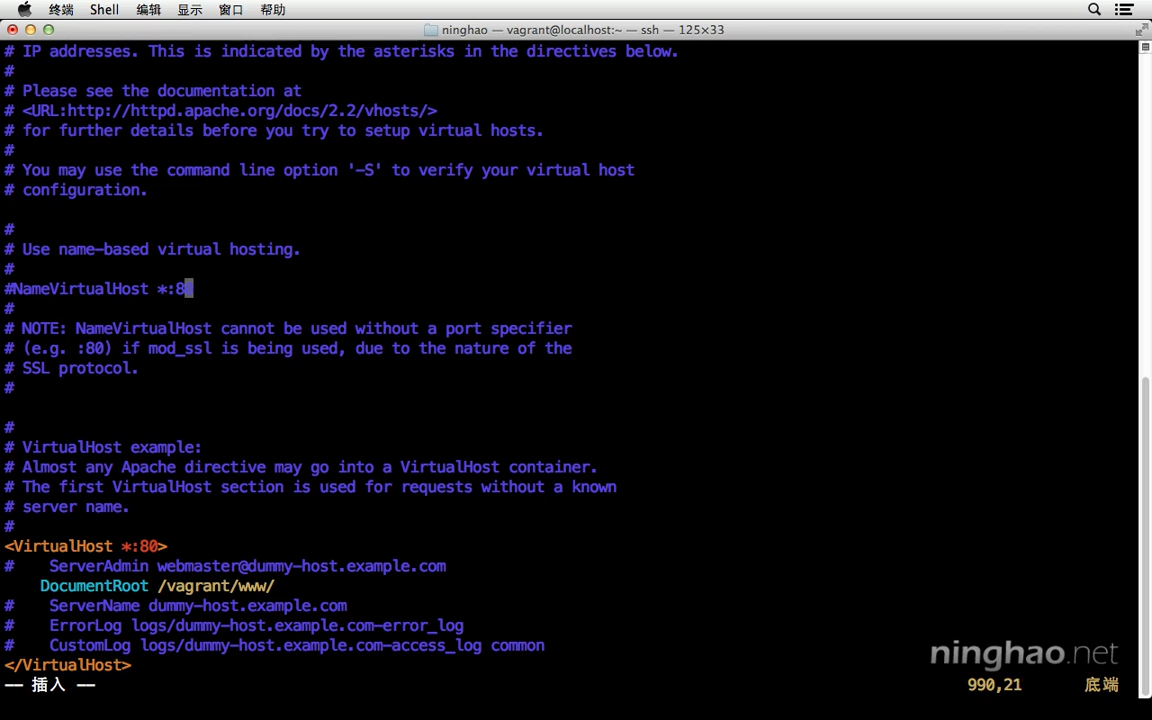 终端 Shell 编辑 显示 窗口 帮助
ninghao — vagrant@localhost:~ — ssh — 125×33
# IP addresses. This is indicated by the asterisks in the directives below.
#
# Please see the documentation at
# <URL:http://httpd.apache.org/docs/2.2/vhosts/>
# for further details before you try to setup virtual hosts.
#
# You may use the command line option '-S' to verify your virtual host
# configuration.
#
# Use name-based virtual hosting.
#
#NameVirtualHost *:80
#
# NOTE: NameVirtualHost cannot be used without a port specifier
# (e.g. :80) if mod_ssl is being used, due to the nature of the
# SSL protocol.
#
#
# VirtualHost example:
# Almost any Apache directive may go into a VirtualHost container.
# The first VirtualHost section is used for requests without a known
# server name.
#
<VirtualHost *:80>
#    ServerAdmin webmaster@dummy-host.example.com
    DocumentRoot /vagrant/www/
#    ServerName dummy-host.example.com
#    ErrorLog logs/dummy-host.example.com-error_log
#    CustomLog logs/dummy-host.example.com-access_log common
</VirtualHost>
-- 插入 -- 990,21 底端
ninghao.net